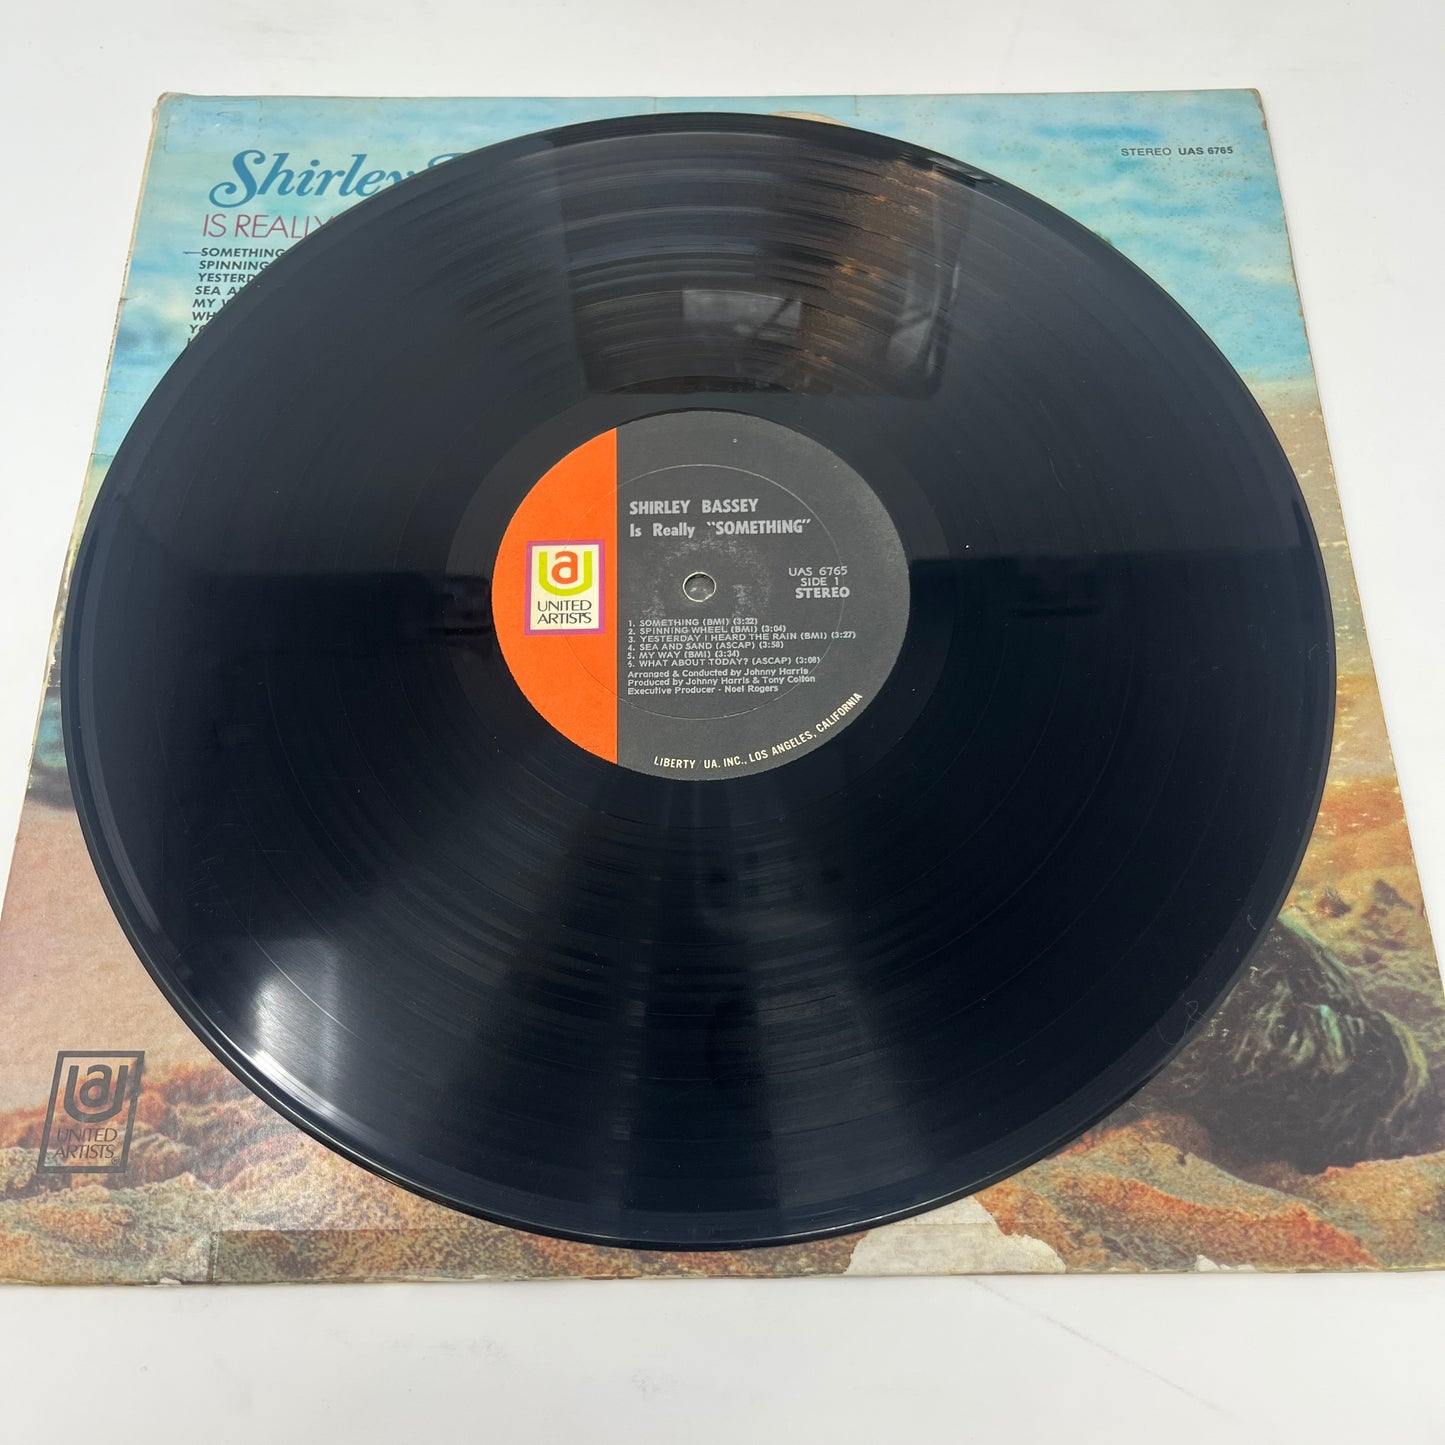 Shirley
IS REALLY
STEREO UAS 6765
SOMETHING
SPINNING
YESTERD
SEA A
MY
WH
SHIRLEY BASSEY
Is Really "SOMETHING"
UAS 6765
SIDE 1
STEREO
a
UNITED
ARTISTS
1. SOMETHING (BMI) (3:32)
2. SPINNING WHEEL (BMI) (3:04)
3. YESTERDAY I HEARD THE RAIN (BMI) (3:27)
4. SEA AND SAND (ASCAP) (3:58)
5. MY WAY (BMI) (3:34)
6. WHAT ABOUT TODAY? (ASCAP) (3:08)
Arranged & Conducted by Johnny Harris
Produced by Johnny Harris & Tony Colton
Executive Producer - Noel Rogers
LIBERTY / UA. INC., LOS ANGELES, CALIFORNIA
a
UNITED
ARTISTS©